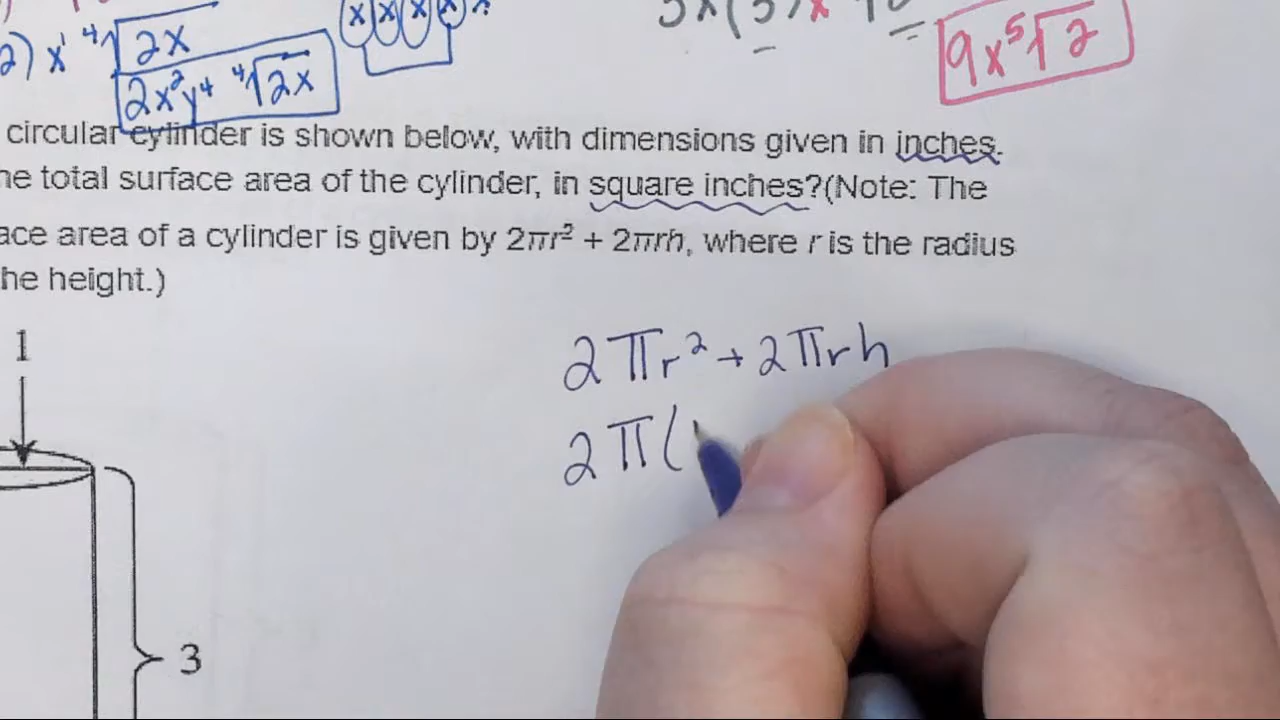 2) x¹ ⁴√2x
x x x x
2x²y⁴ ⁴√2x
9x⁵√2
circular cylinder is shown below, with dimensions given in inches.
he total surface area of the cylinder, in square inches?(Note: The
ace area of a cylinder is given by 2πr² + 2πrh, where r is the radius
he height.)
1
2πr² + 2πrh
2π(
3